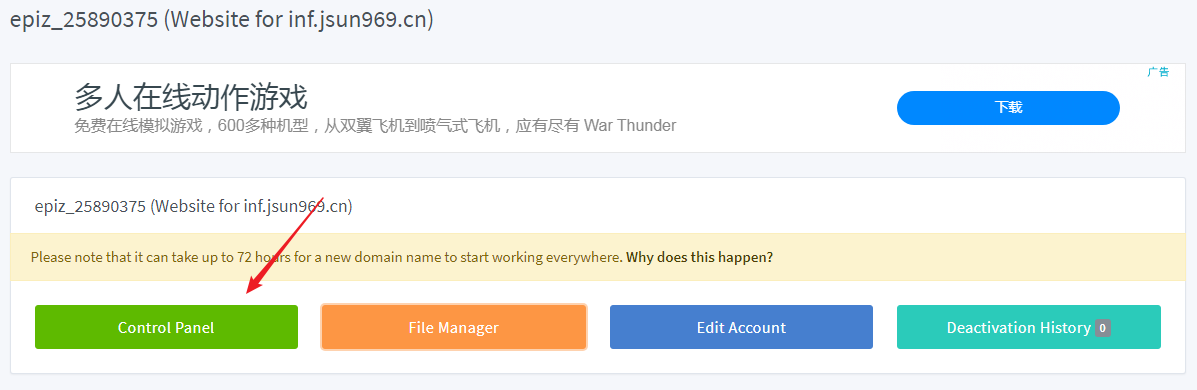 epiz_25890375 (Website for inf.jsun969.cn)
广告
多人在线动作游戏
免费在线模拟游戏，600多种机型，从双翼飞机到喷气式飞机，应有尽有 War Thunder
下载
epiz_25890375 (Website for inf.jsun969.cn)
Please note that it can take up to 72 hours for a new domain name to start working everywhere. Why does this happen?
Control Panel
File Manager
Edit Account
Deactivation History 0